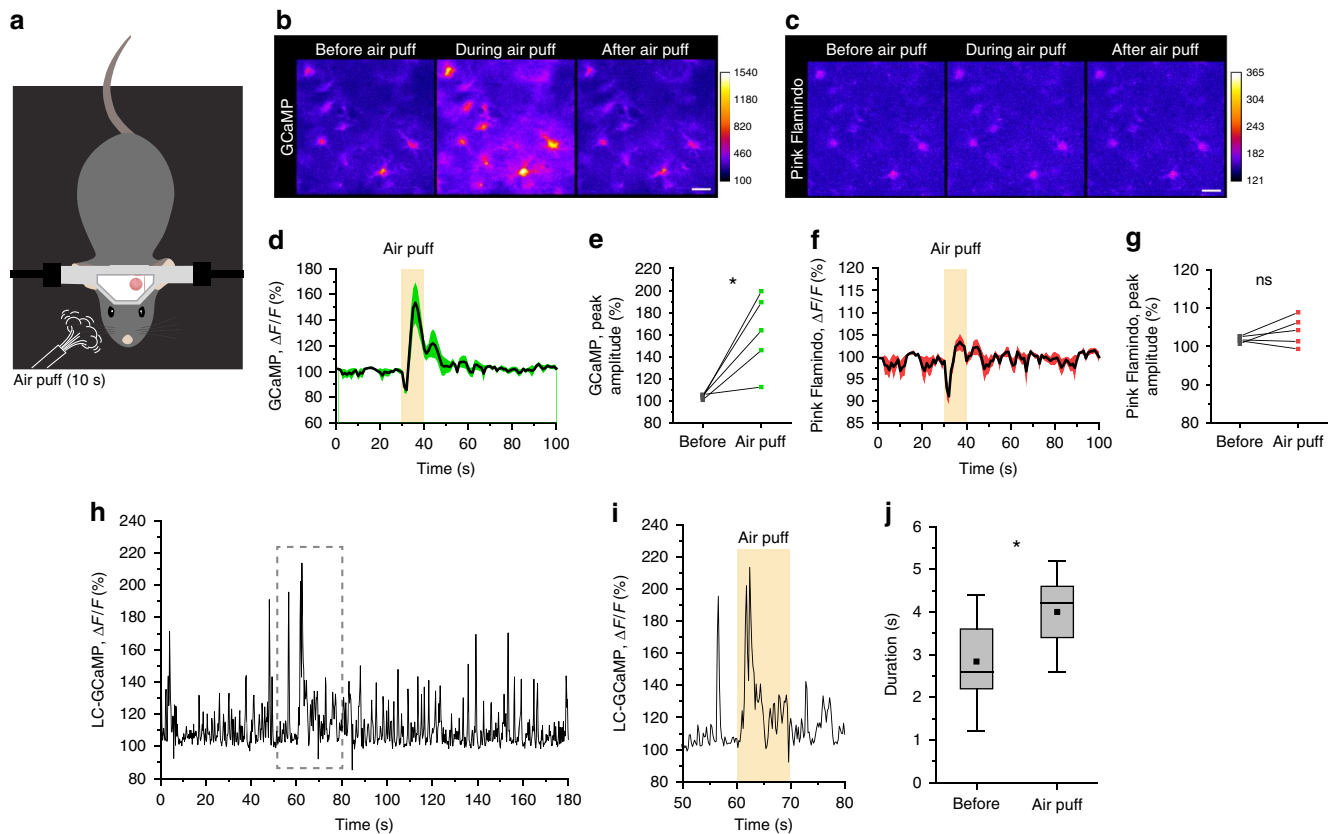 a
Air puff (10 s)
b
Before air puff During air puff After air puff
GCaMP
1540
1180
820
460
100
c
Before air puff During air puff After air puff
Pink Flamindo
365
304
243
182
121
d
Air puff
GCaMP, ΔF/F (%)
180
160
140
120
100
80
60
0 20 40 60 80 100
Time (s)
e
GCaMP, peak
amplitude (%)
*
220
200
180
160
140
120
100
80
Before Air puff
f
Air puff
Pink Flamindo, ΔF/F (%)
120
115
110
105
100
95
90
85
0 20 40 60 80 100
Time (s)
g
Pink Flamindo, peak
amplitude (%)
ns
120
110
100
90
80
Before Air puff
h
LC-GCaMP, ΔF/F (%)
240
220
200
180
160
140
120
100
80
0 20 40 60 80 100 120 140 160 180
Time (s)
i
Air puff
LC-GCaMP, ΔF/F (%)
240
220
200
180
160
140
120
100
80
50 60 70 80
Time (s)
j
*
Duration (s)
6
5
4
3
2
1
0
Before Air puff